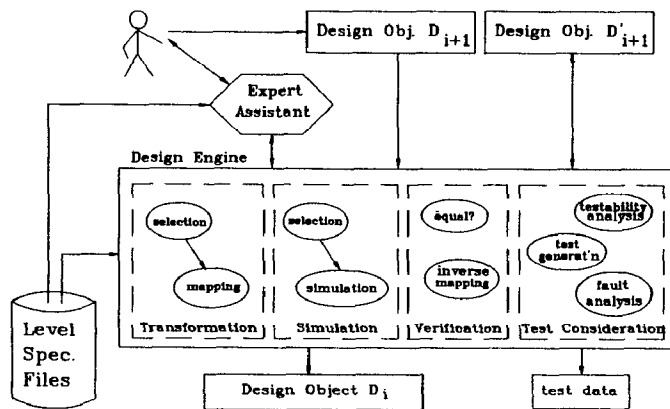 Design Obj. D i+1
Design Obj. D' i+1
Expert
Assistant
Design Engine
selection
mapping
Transformation
selection
simulation
Simulation
equal?
inverse
mapping
Verification
testability
analysis
test
generat'n
fault
analysis
Test Consideration
Level
Spec.
Files
Design Object D i
test data